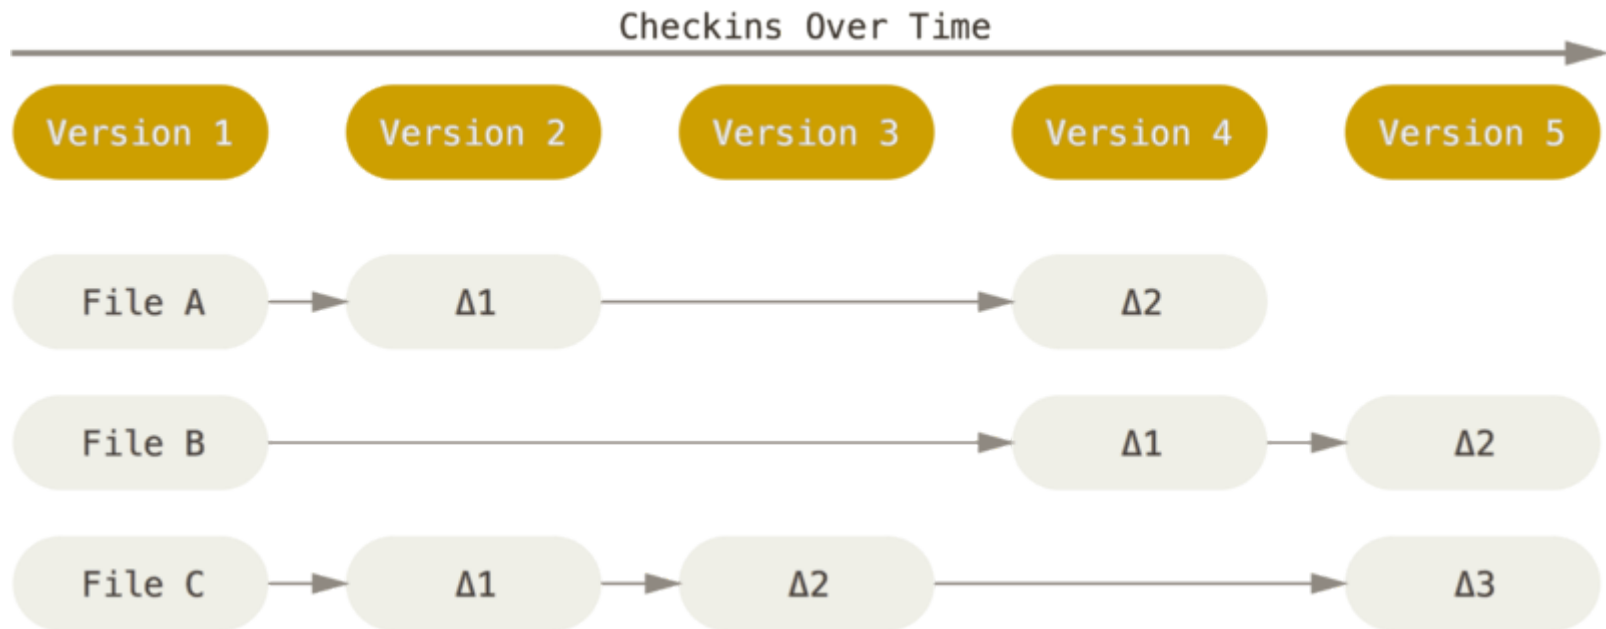 Checkins Over Time
Version 1 Version 2 Version 3 Version 4 Version 5
File A Δ1 Δ2
File B Δ1 Δ2
File C Δ1 Δ2 Δ3